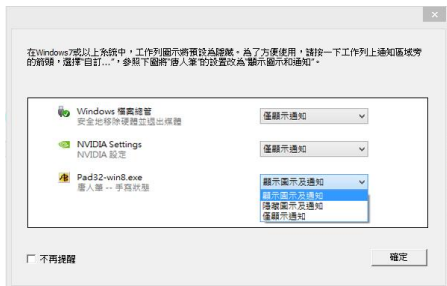 在Windows7或以上系統中，工作列圖示將預設為隱藏。為了方便使用，請按一下工作列上通知區域旁
的箭頭，選擇"自訂..."，參照下圖將"唐人筆"的設置改為"顯示圖示和通知"。
Windows 檔案總管
安全地移除硬體並退出媒體
僅顯示通知
NVIDIA Settings
NVIDIA 設定
僅顯示通知
Pad32-win8.exe
唐人筆 -- 手寫狀態
顯示圖示及通知
顯示圖示及通知
隱藏圖示及通知
僅顯示通知
不再提醒
確定